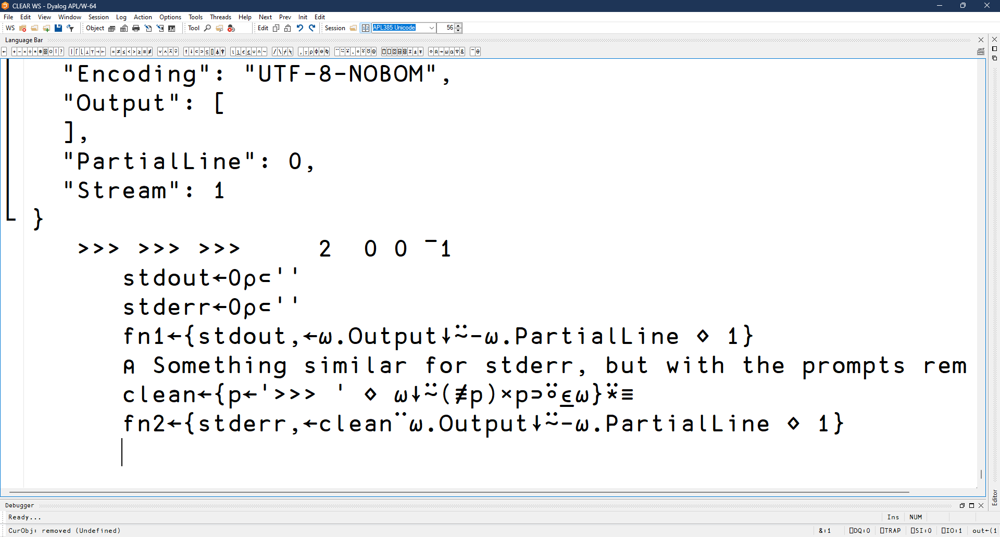 CLEAR WS - Dyalog APL/W-64
File Edit View Window Session Log Action Options Tools Threads Help Next Prev Init Edit
WS Object Tool Edit Session APL385 Unicode 56
Language Bar
"Encoding": "UTF-8-NOBOM",
"Output": [
],
"PartialLine": 0,
"Stream": 1
}
>>> >>> >>> 2 0 0 ¯1
stdout←0⍴⊂''
stderr←0⍴⊂''
fn1←{stdout,←⍵.Output↓⍨¨-⍵.PartialLine ⋄ 1}
⍝ Something similar for stderr, but with the prompts rem
clean←{p←'>>> ' ⋄ ⍵↓⍨(≢p)×p⊃⍥⍷⍵}⍣≡
fn2←{stderr,←clean¨⍵.Output↓⍨-⍵.PartialLine ⋄ 1}
Editor
Debugger
Ready...
Ins NUM
CurObj: removed (Undefined)
&:1 ⎕DQ:0 ⎕TRAP ⎕SI:0 ⎕IO:1 out←(1